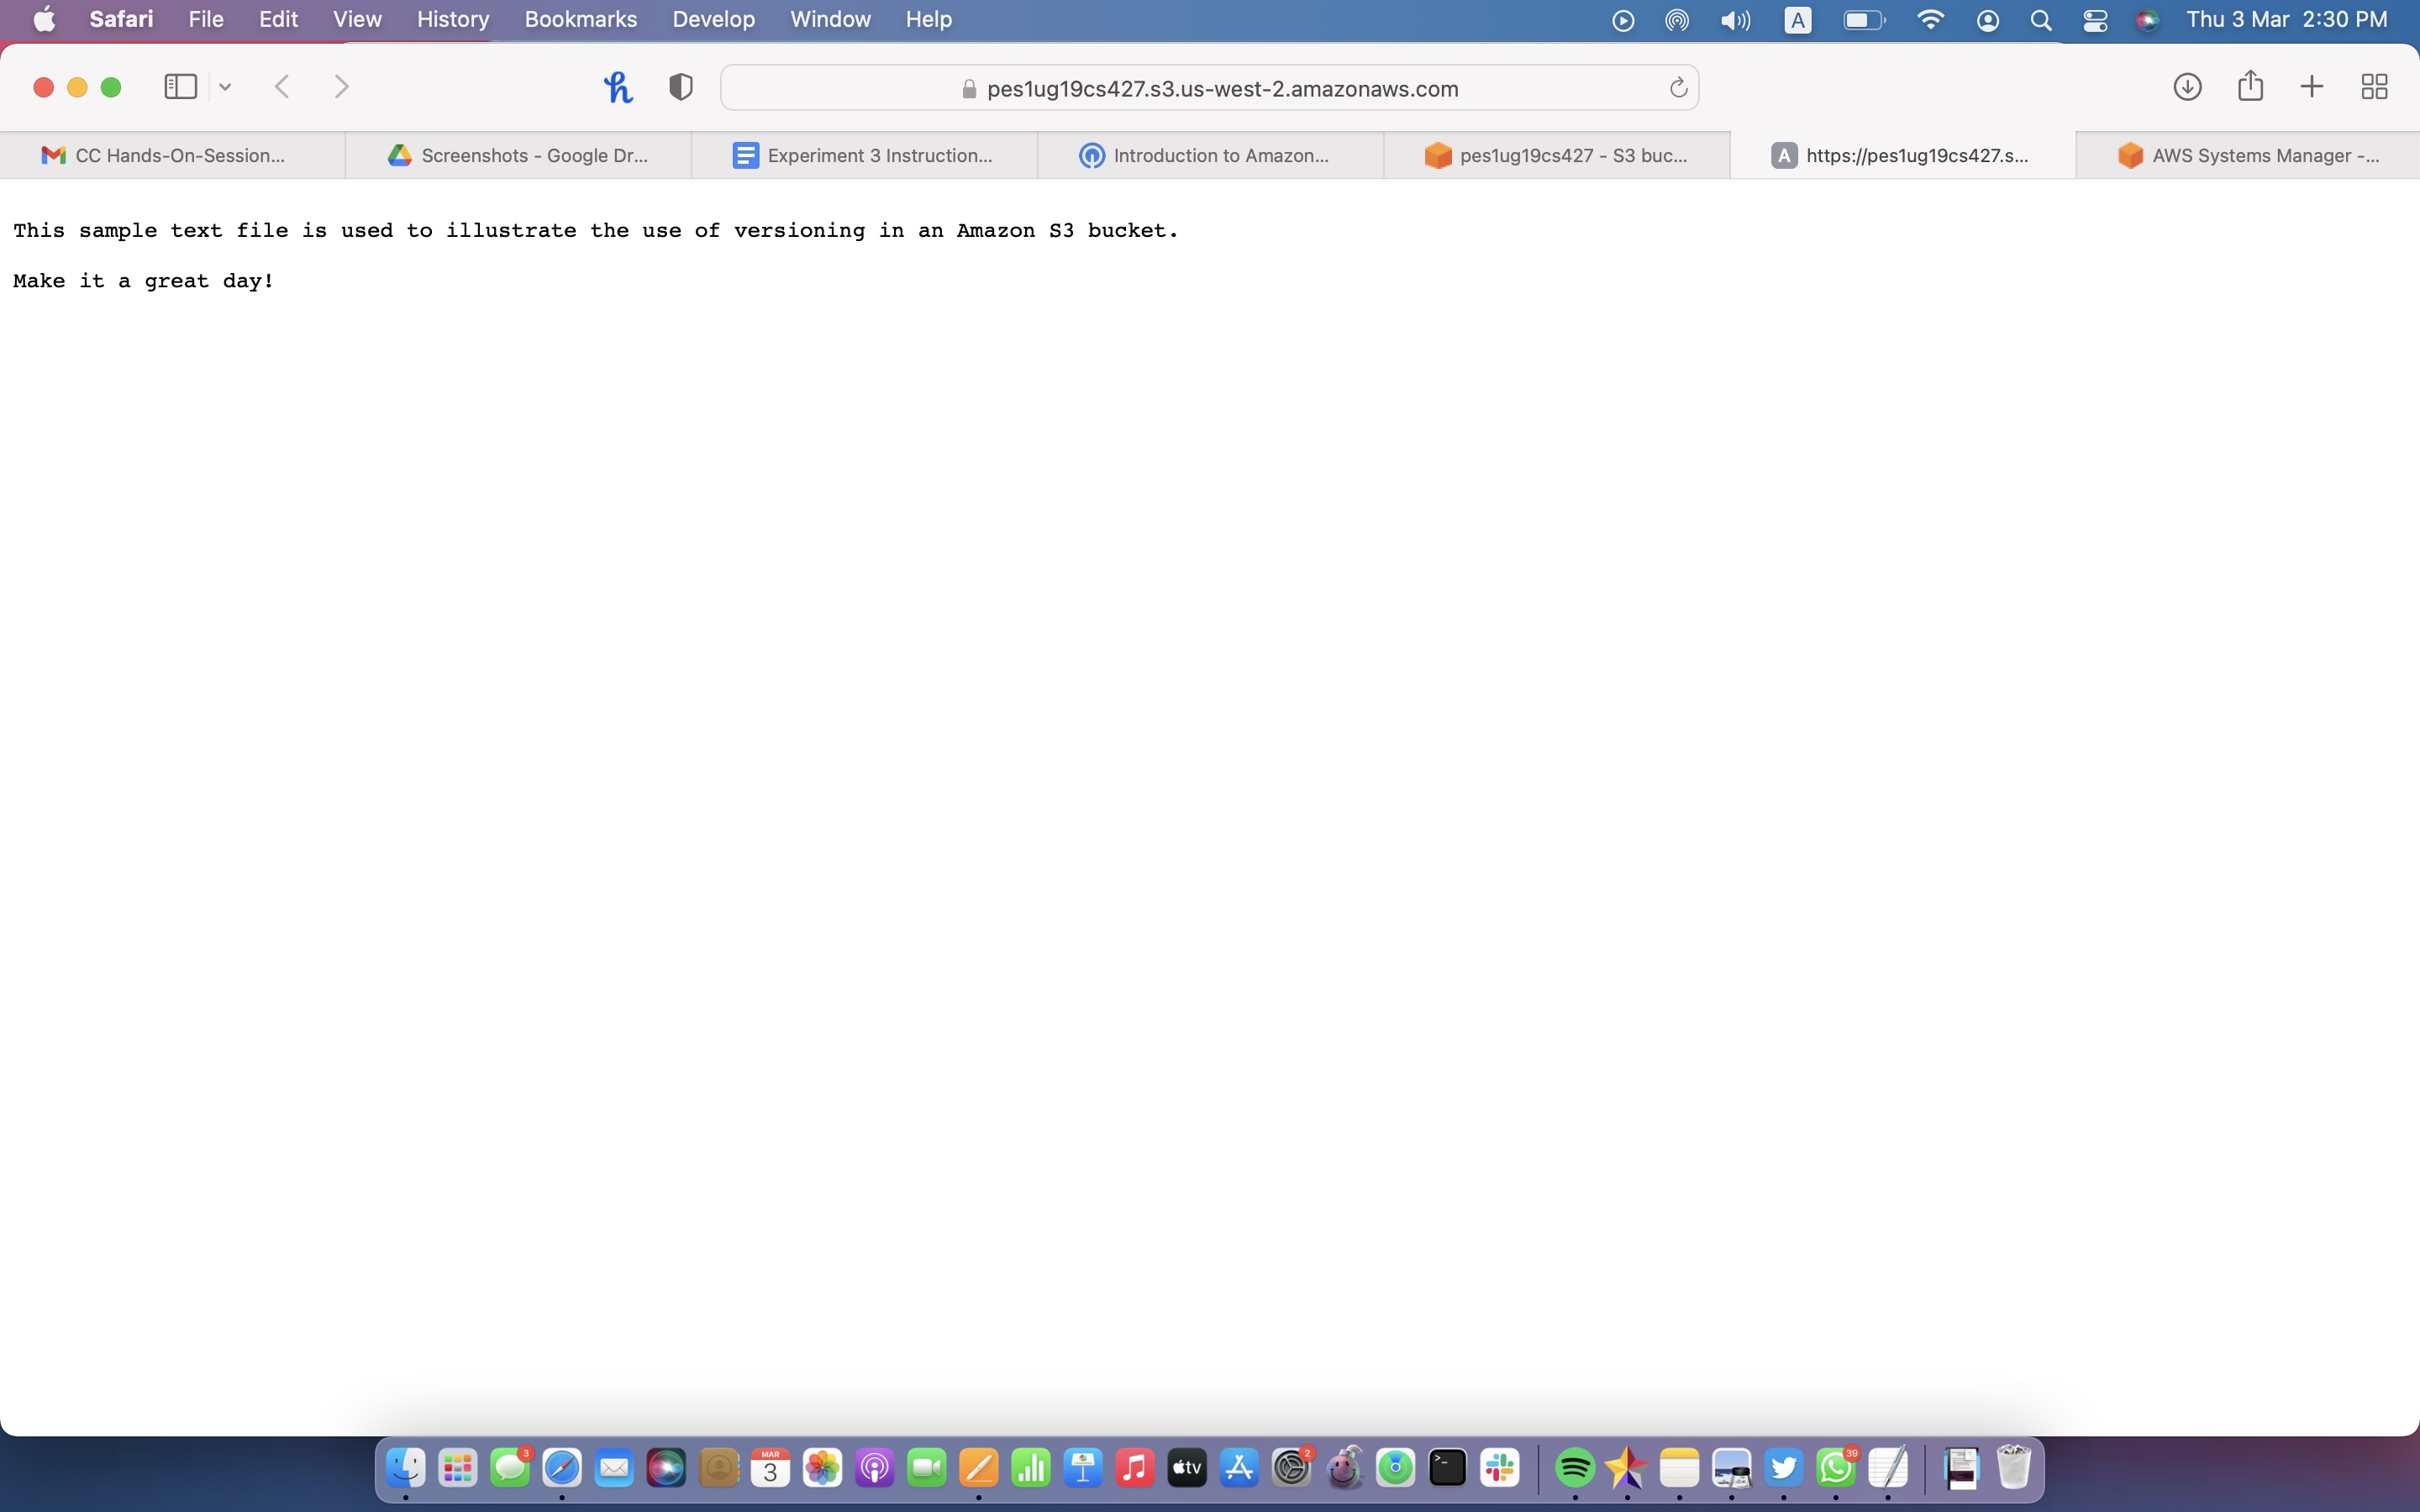 Safari File Edit View History Bookmarks Develop Window Help A Thu 3 Mar 2:30 PM
pes1ug19cs427.s3.us-west-2.amazonaws.com
CC Hands-On-Session... Screenshots - Google Dr... Experiment 3 Instruction... Introduction to Amazon... pes1ug19cs427 - S3 buc... A https://pes1ug19cs427.s... AWS Systems Manager -...
This sample text file is used to illustrate the use of versioning in an Amazon S3 bucket.
Make it a great day!
3 MAR 3 tv 2 39